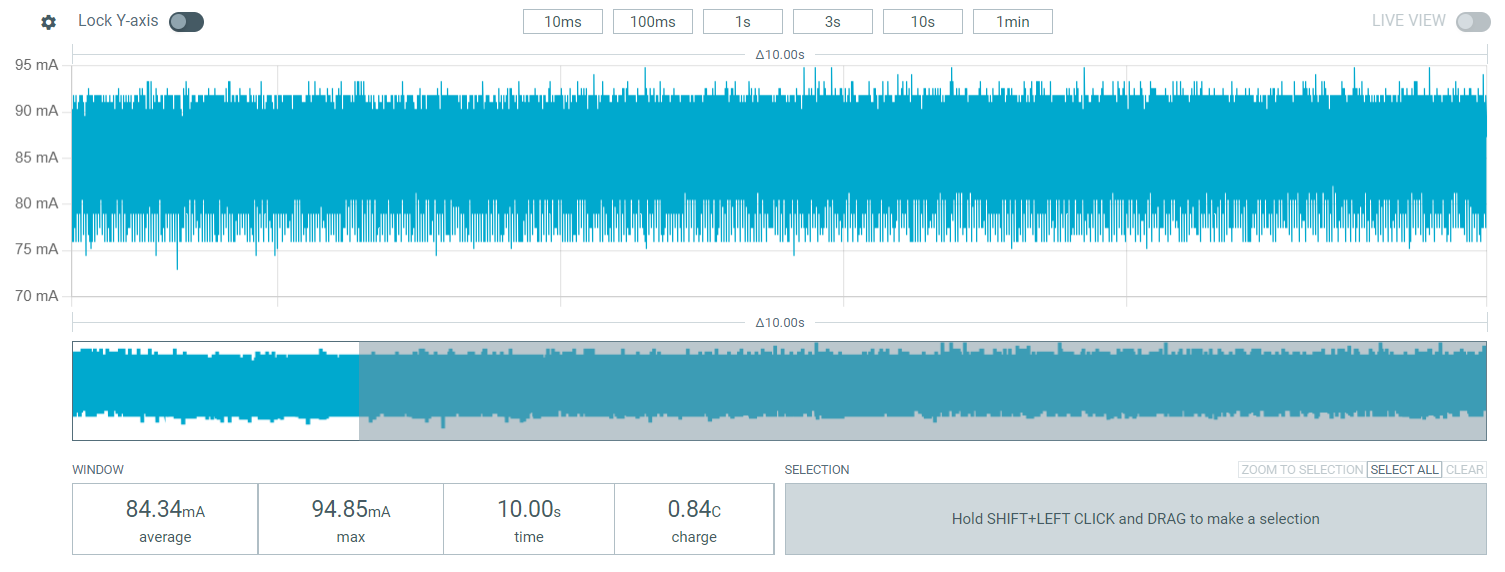 Lock Y-axis 10ms 100ms 1s 3s 10s 1min LIVE VIEW
Δ10.00s
95 mA
90 mA
85 mA
80 mA
75 mA
70 mA
Δ10.00s
WINDOW SELECTION ZOOM TO SELECTION SELECT ALL CLEAR
84.34mA 94.85mA 10.00s 0.84C
average max time charge
Hold SHIFT+LEFT CLICK and DRAG to make a selection